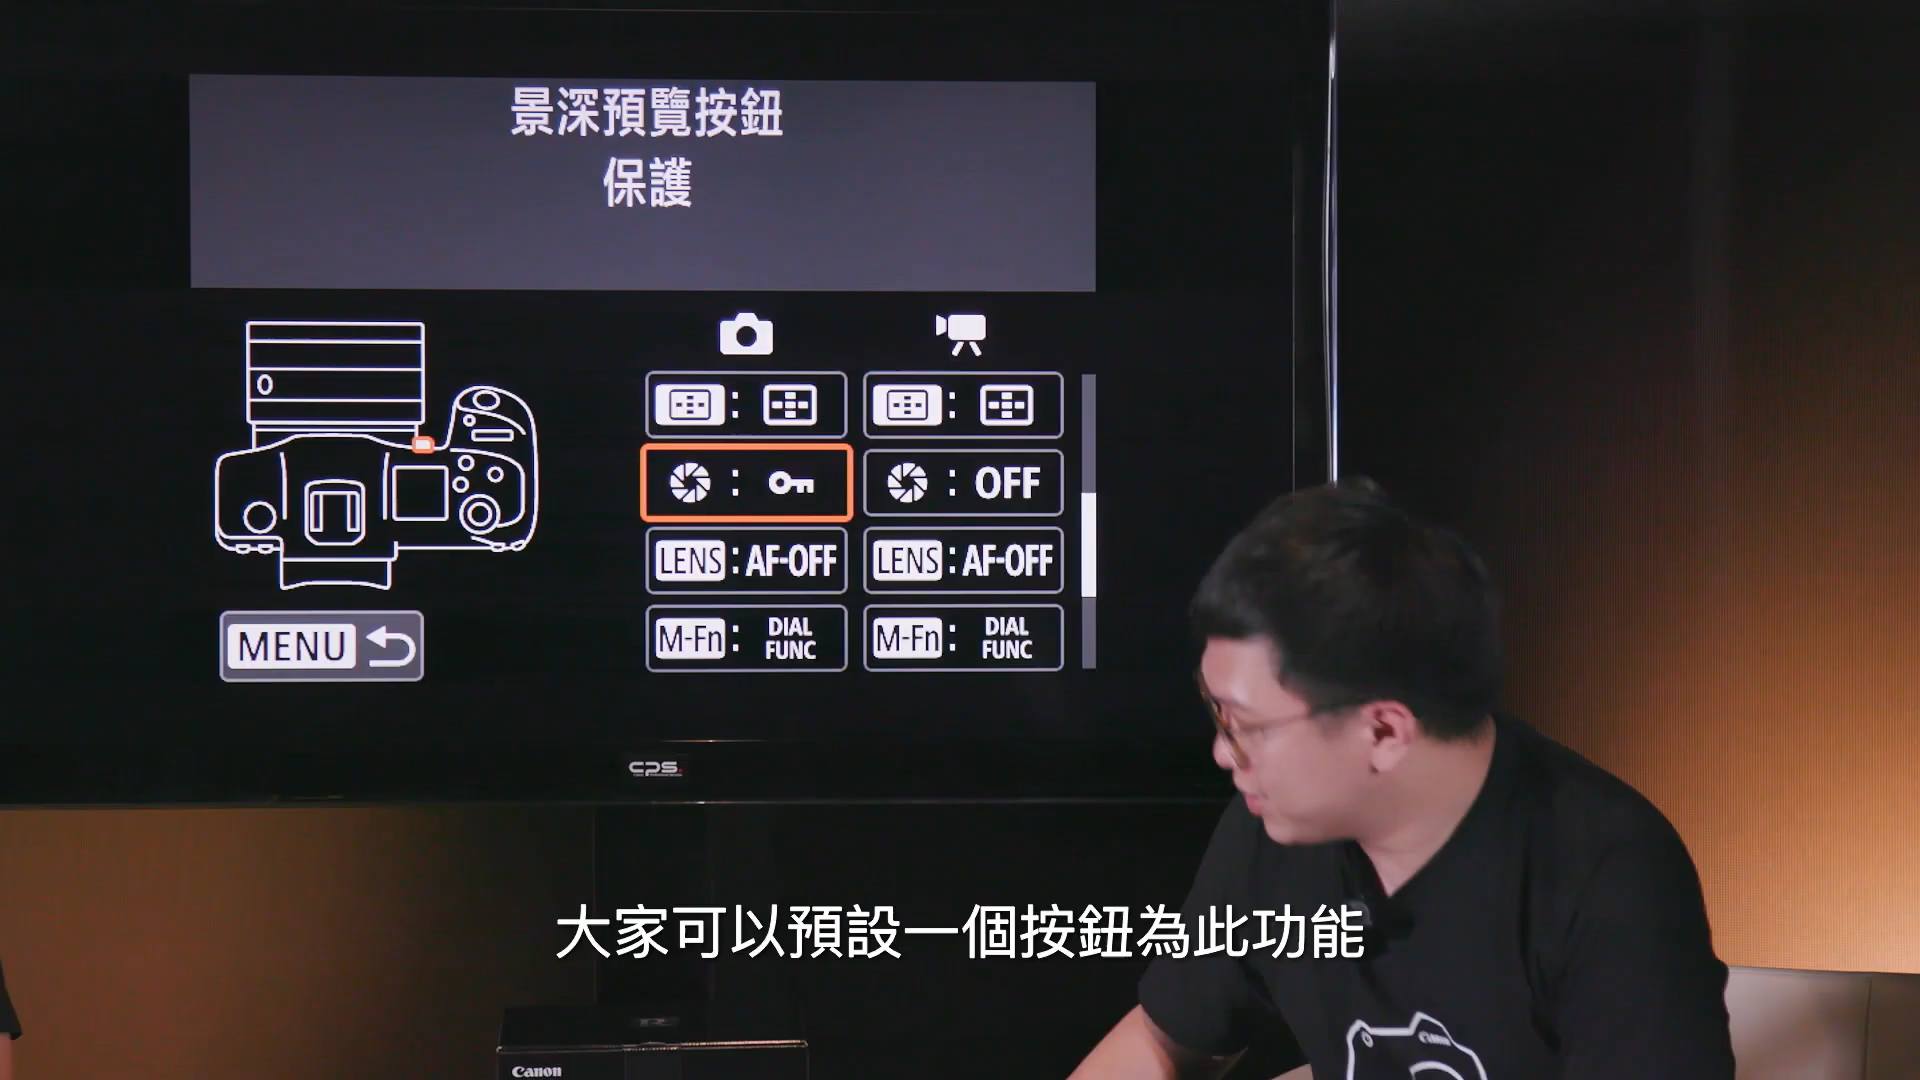 景深預覽按鈕
保護
OFF
LENS : AF-OFF
LENS : AF-OFF
M-Fn : DIAL FUNC
M-Fn : DIAL FUNC
MENU
CPS
大家可以預設一個按鈕為此功能
Canon